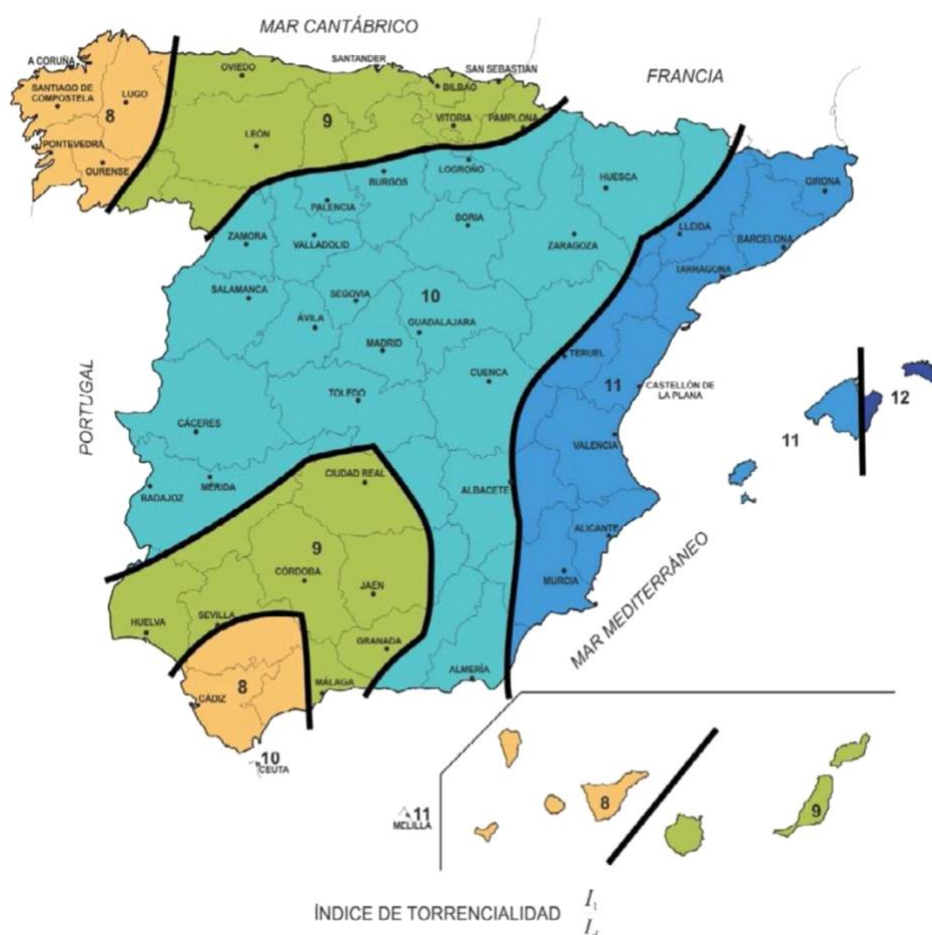 MAR CANTÁBRICO
A CORUÑA
OVIEDO
SANTANDER
SAN SEBASTIAN
FRANCIA
SANTIAGO DE
COMPOSTELA
LUGO
BILBAO
8
9
VITORIA
PAMPLONA
LEÓN
PONTEVEDRA
OURENSE
LOGROÑO
BURGOS
HUESCA
GIRONA
PALENCIA
SORIA
ZAMORA
VALLADOLID
ZARAGOZA
LLEIDA
BARCELONA
TARRAGONA
SALAMANCA
SEGOVIA
10
ÁVILA
GUADALAJARA
MADRID
TERUEL
CUENCA
11
CASTELLÓN DE
LA PLANA
12
TOLEDO
PORTUGAL
CÁCERES
VALENCIA
11
CIUDAD REAL
MÉRIDA
BADAJOZ
ALBACETE
ALICANTE
9
CÓRDOBA
JAEN
MURCIA
MAR MEDITERRÁNEO
HUELVA
SEVILLA
GRANADA
ALMERÍA
MÁLAGA
8
CÁDIZ
10
CEUTA
11
MELILLA
8
9
ÍNDICE DE TORRENCIALIDAD
I₁
I_d